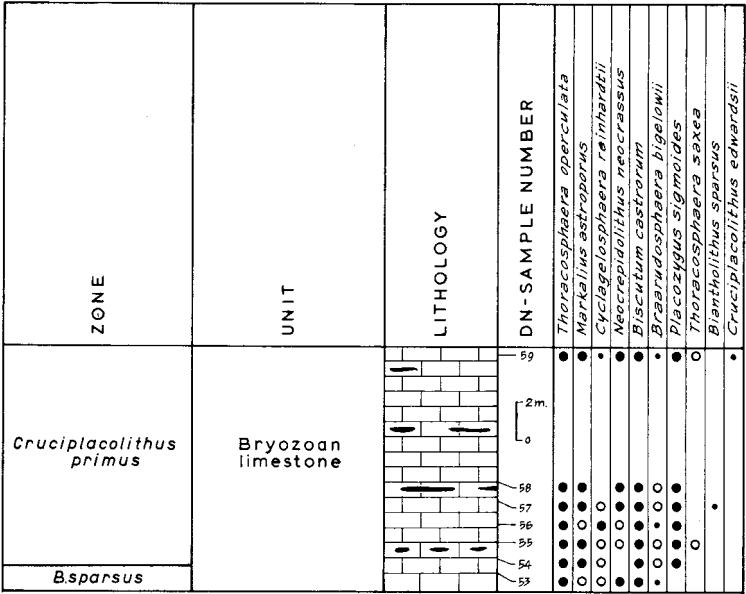 ZONE
UNIT
LITHOLOGY
DN-SAMPLE NUMBER
Thoracosphaera operculata
Markalius astroporus
Cyclagelosphaera reinhardtii
Neocrepidolithus neocrassus
Biscutum castrorum
Braarudosphaera bigelowii
Placozygus sigmoides
Thoracosphaera saxea
Biantholithus sparsus
Cruciplacolithus edwardsii
Cruciplacolithus
primus
Bryozoan
limestone
59
2m.
0
58
57
56
55
54
53
B.sparsus